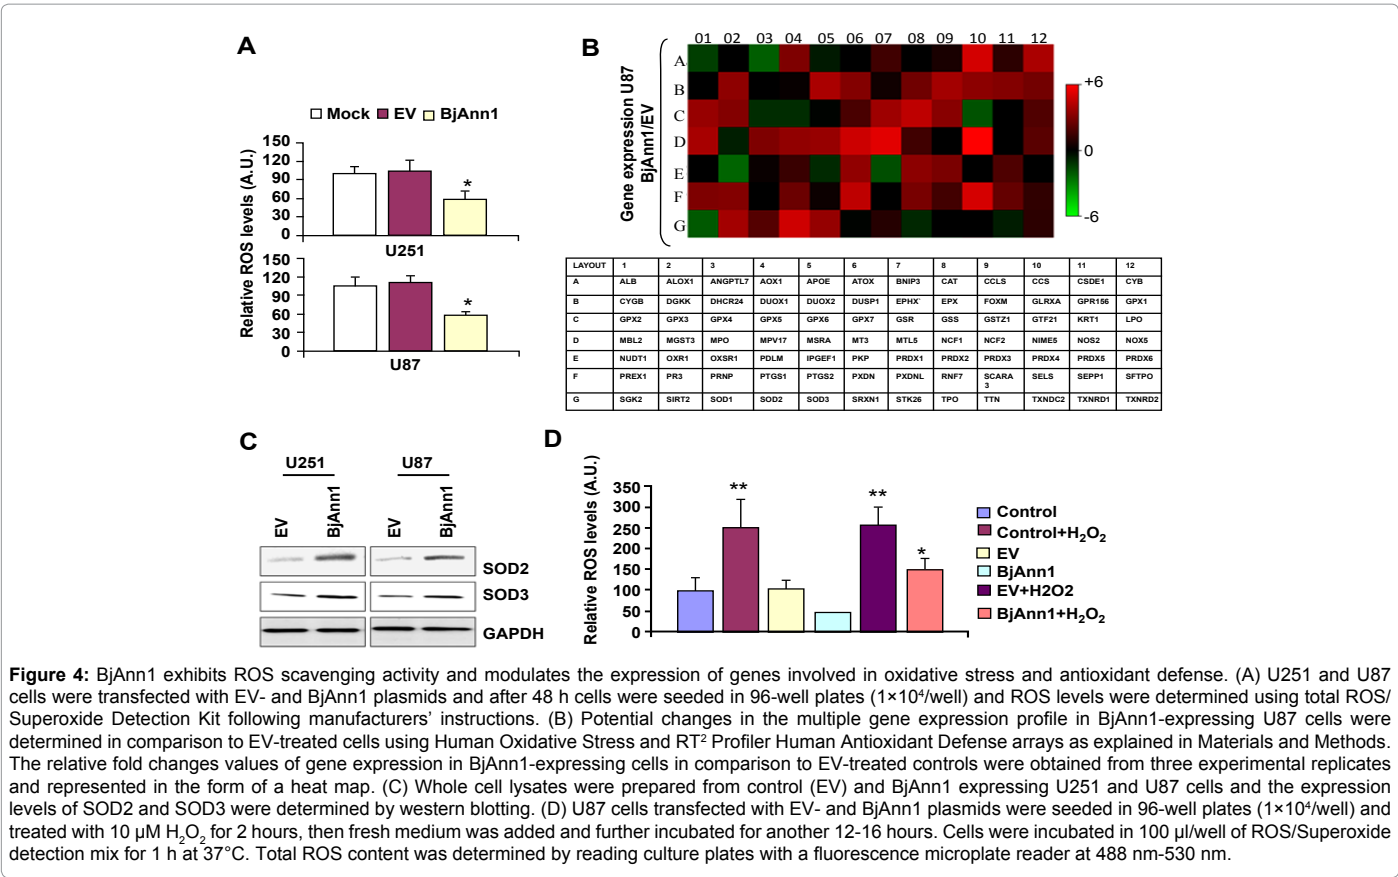 A
Mock EV BjAnn1
Relative ROS levels (A.U.)
150
120
90
60
30
0
*
U251
150
120
90
60
30
0
*
U87
B
Gene expression U87
BjAnn1/EV
01 02 03 04 05 06 07 08 09 10 11 12
A
B
C
D
E
F
G
+6
0
-6
LAYOUT 1 2 3 4 5 6 7 8 9 10 11 12
A ALB ALOX1 ANGPTL7 AOX1 APOE ATOX BNIP3 CAT CCLS CCS CSDE1 CYB
B CYGB DGKK DHCR24 DUOX1 DUOX2 DUSP1 EPHX' EPX FOXM GLRXA GPR156 GPX1
C GPX2 GPX3 GPX4 GPX5 GPX6 GPX7 GSR GSS GSTZ1 GTF21 KRT1 LPO
D MBL2 MGST3 MPO MPV17 MSRA MT3 MTL5 NCF1 NCF2 NIME5 NOS2 NOX5
E NUDT1 OXR1 OXSR1 PDLM IPGEF1 PKP PRDX1 PRDX2 PRDX3 PRDX4 PRDX5 PRDX6
F PREX1 PR3 PRNP PTGS1 PTGS2 PXDN PXDNL RNF7 SCARA 3 SELS SEPP1 SFTPO
G SGK2 SIRT2 SOD1 SOD2 SOD3 SRXN1 STK26 TPO TTN TXNDC2 TXNRD1 TXNRD2
C
U251 U87
EV BjAnn1 EV BjAnn1
SOD2
SOD3
GAPDH
D
Relative ROS levels (A.U.)
350
300
250
200
150
100
50
0
** ** *
Control
Control+H₂O₂
EV
BjAnn1
EV+H2O2
BjAnn1+H₂O₂
Figure 4: BjAnn1 exhibits ROS scavenging activity and modulates the expression of genes involved in oxidative stress and antioxidant defense. (A) U251 and U87
cells were transfected with EV- and BjAnn1 plasmids and after 48 h cells were seeded in 96-well plates (1×10⁴/well) and ROS levels were determined using total ROS/
Superoxide Detection Kit following manufacturers' instructions. (B) Potential changes in the multiple gene expression profile in BjAnn1-expressing U87 cells were
determined in comparison to EV-treated cells using Human Oxidative Stress and RT² Profiler Human Antioxidant Defense arrays as explained in Materials and Methods.
The relative fold changes values of gene expression in BjAnn1-expressing cells in comparison to EV-treated controls were obtained from three experimental replicates
and represented in the form of a heat map. (C) Whole cell lysates were prepared from control (EV) and BjAnn1 expressing U251 and U87 cells and the expression
levels of SOD2 and SOD3 were determined by western blotting. (D) U87 cells transfected with EV- and BjAnn1 plasmids were seeded in 96-well plates (1×10⁴/well) and
treated with 10 µM H₂O₂ for 2 hours, then fresh medium was added and further incubated for another 12-16 hours. Cells were incubated in 100 µl/well of ROS/Superoxide
detection mix for 1 h at 37°C. Total ROS content was determined by reading culture plates with a fluorescence microplate reader at 488 nm-530 nm.